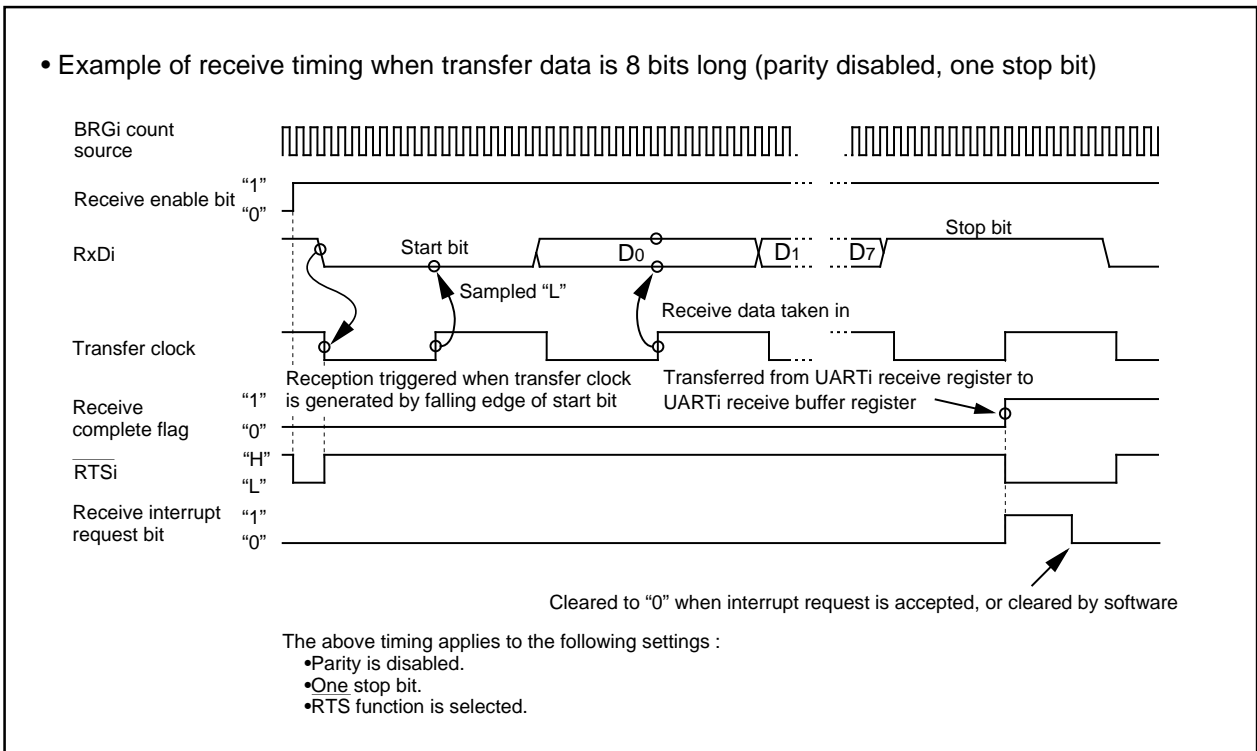 • Example of receive timing when transfer data is 8 bits long (parity disabled, one stop bit)
BRGi count
source
Receive enable bit
“1”
“0”
RxDi
Start bit
D0
D1
D7
Stop bit
Sampled “L”
Receive data taken in
Transfer clock
Reception triggered when transfer clock
is generated by falling edge of start bit
Transferred from UARTi receive register to
UARTi receive buffer register
Receive
complete flag
“1”
“0”
RTSi
“H”
“L”
Receive interrupt
request bit
“1”
“0”
Cleared to “0” when interrupt request is accepted, or cleared by software
The above timing applies to the following settings :
•Parity is disabled.
•One stop bit.
•RTS function is selected.